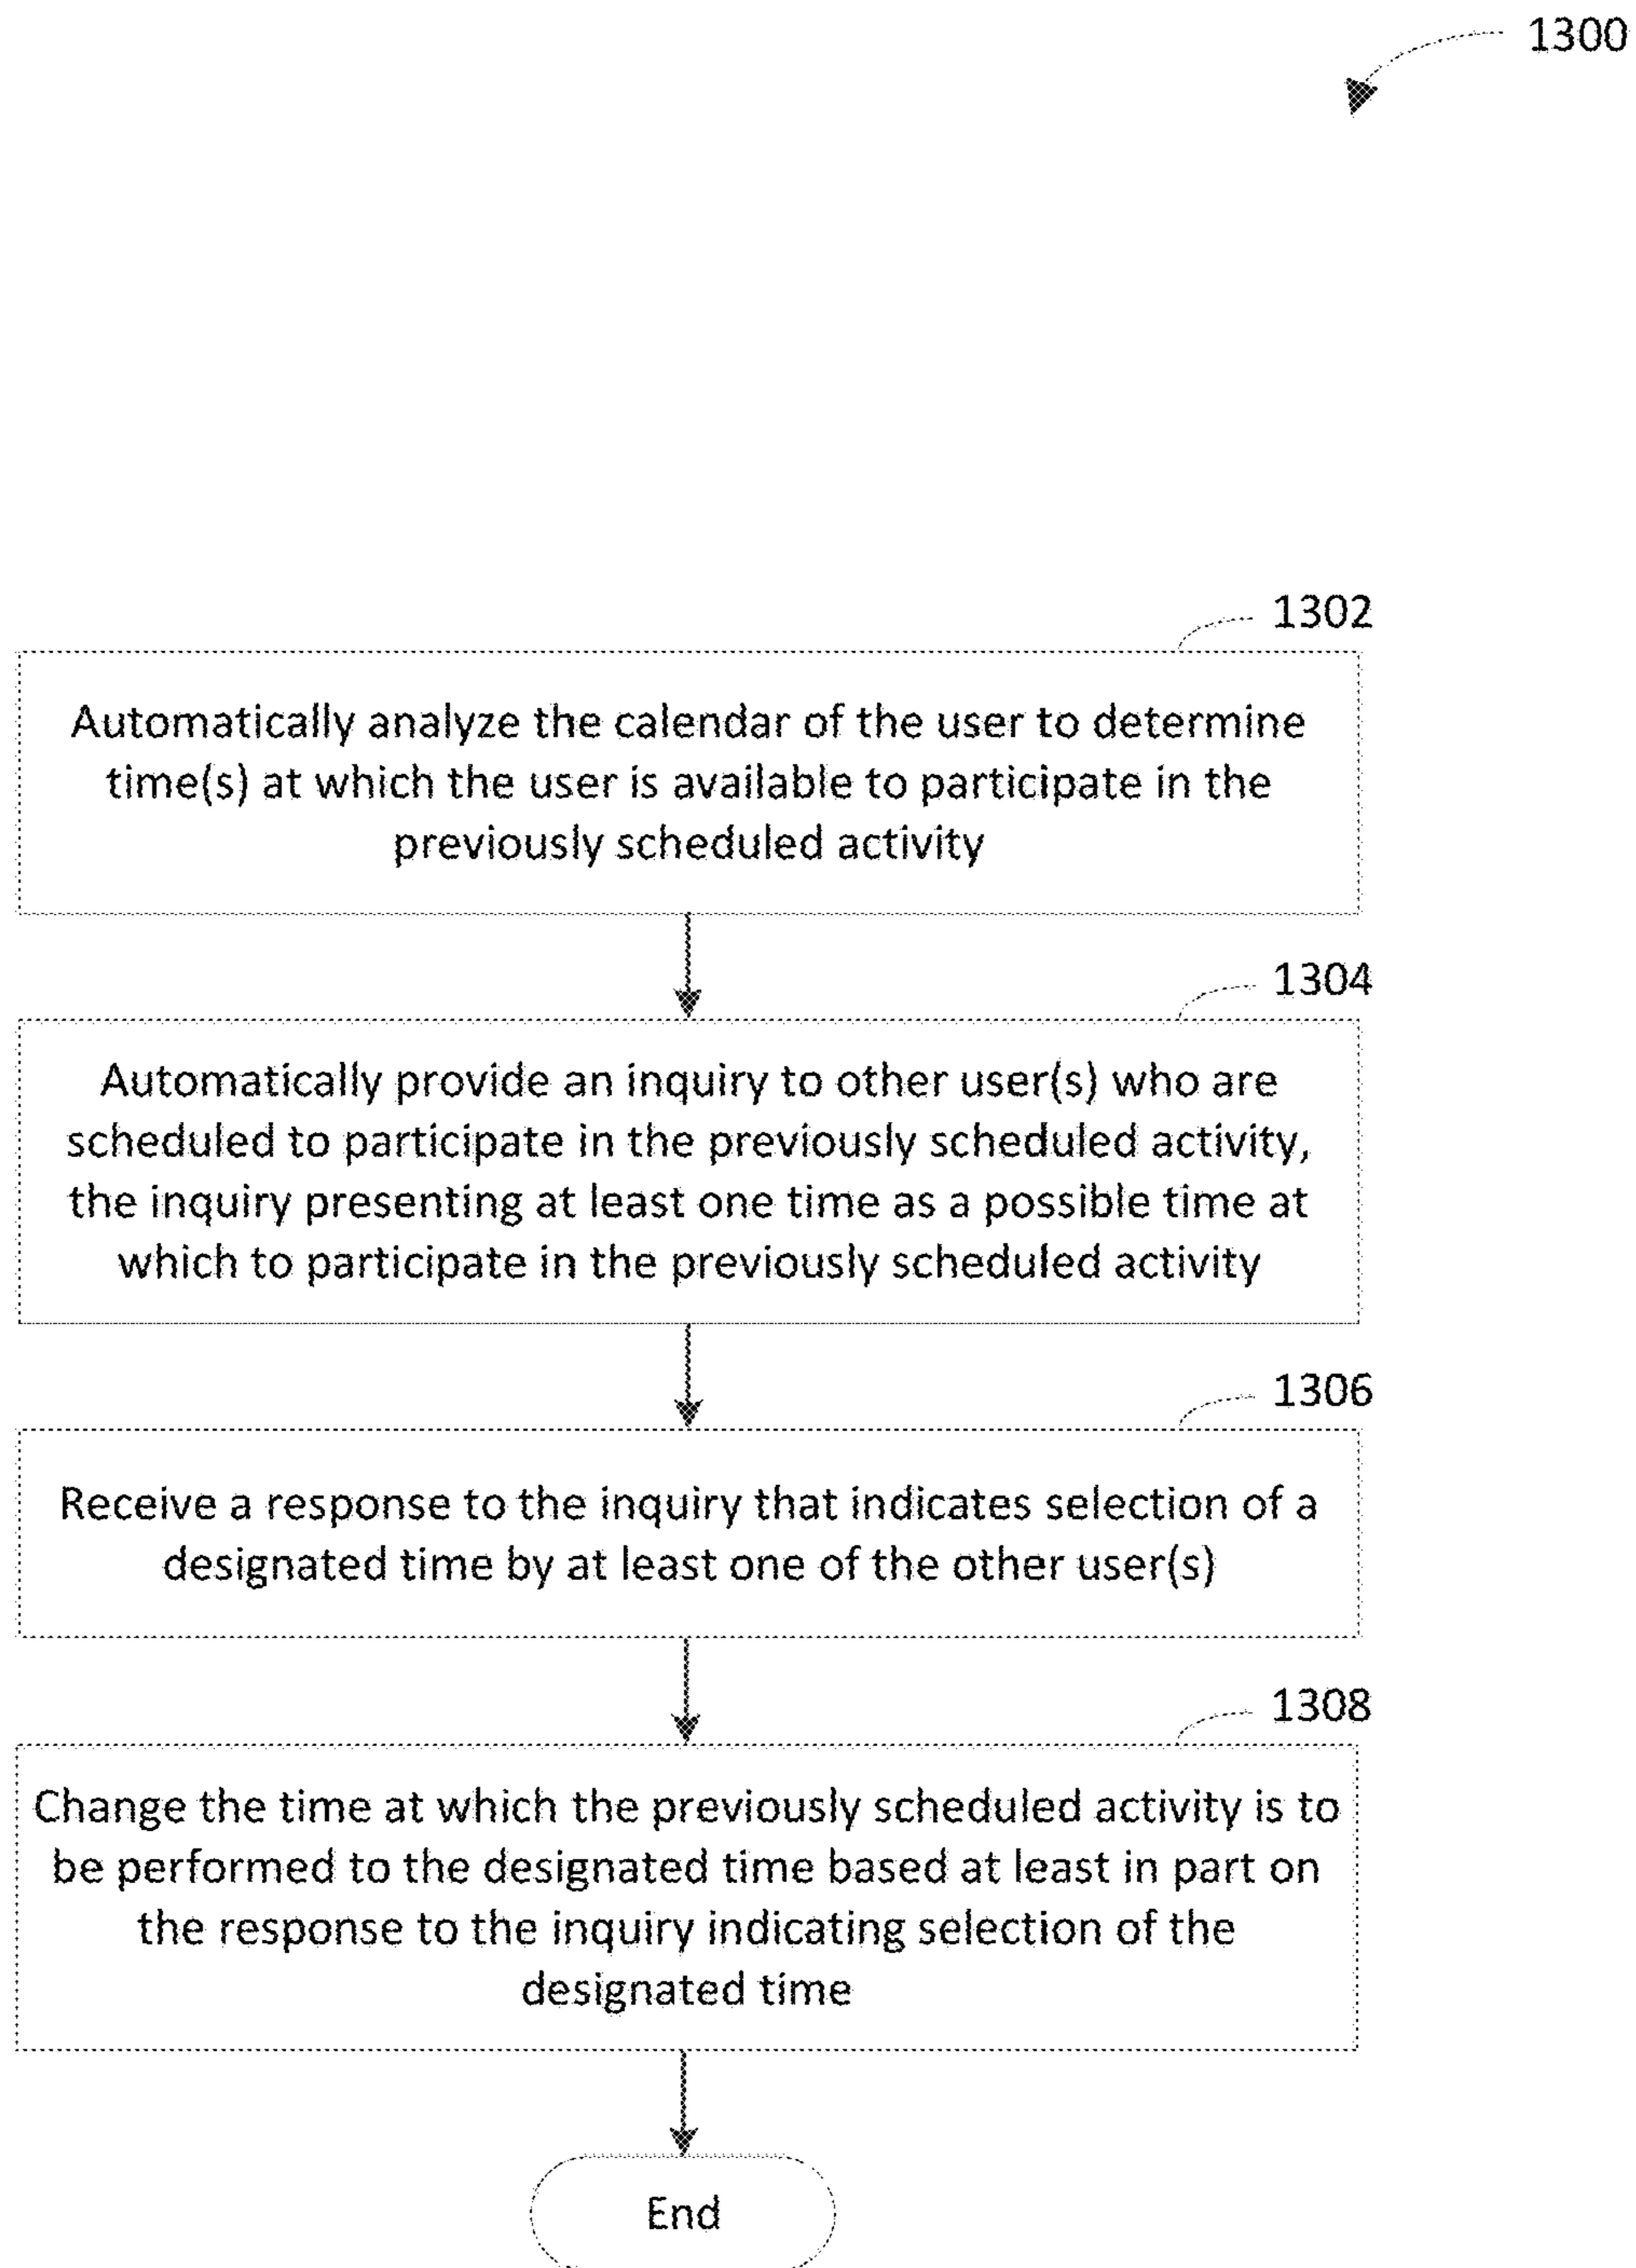 1300
1302
Automatically analyze the calendar of the user to determine
time(s) at which the user is available to participate in the
previously scheduled activity
1304
Automatically provide an inquiry to other user(s) who are
scheduled to participate in the previously scheduled activity,
the inquiry presenting at least one time as a possible time at
which to participate in the previously scheduled activity
1306
Receive a response to the inquiry that indicates selection of a
designated time by at least one of the other user(s)
1308
Change the time at which the previously scheduled activity is to
be performed to the designated time based at least in part on
the response to the inquiry indicating selection of the
designated time
End